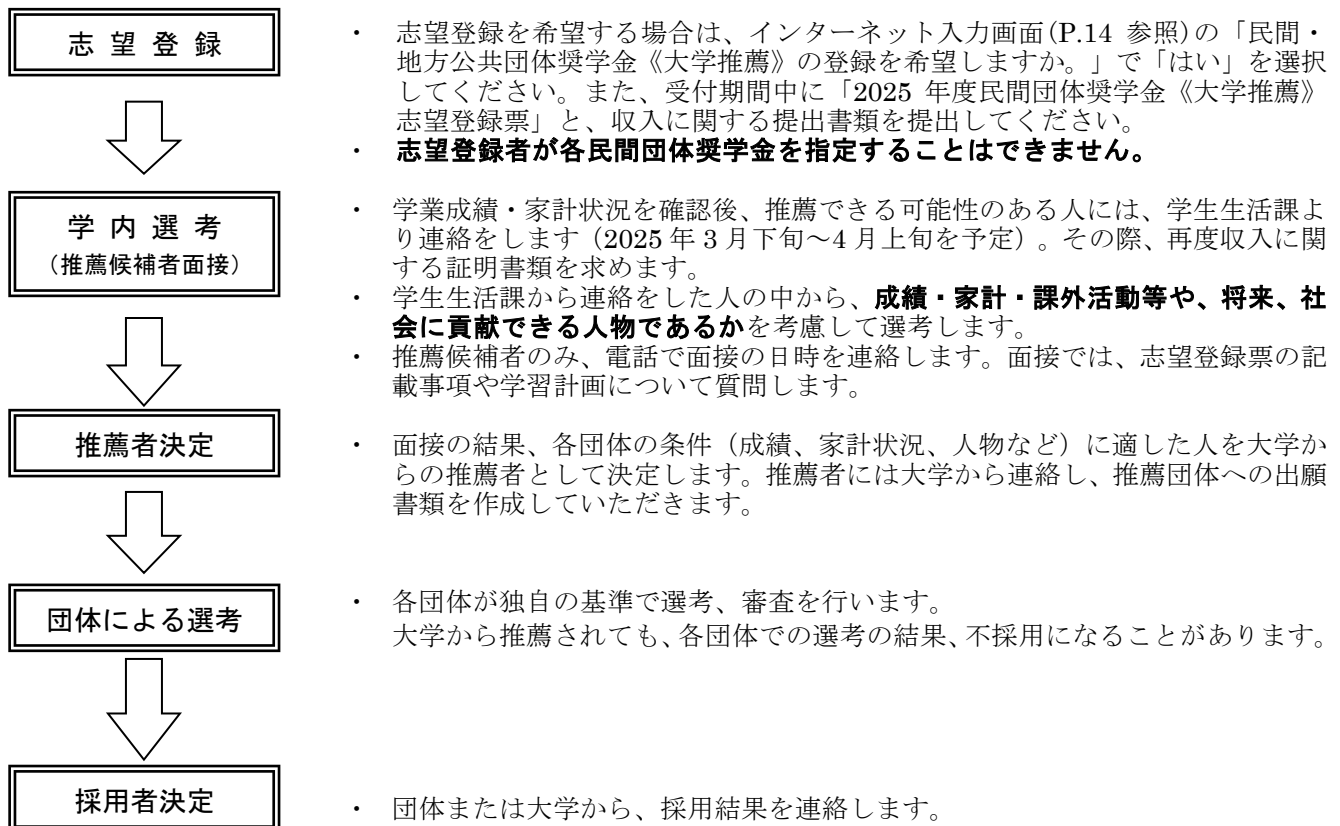 志 望 登 録
・ 志望登録を希望する場合は、インターネット入力画面(P.14 参照)の「民間・
地方公共団体奨学金《大学推薦》の登録を希望しますか。」で「はい」を選択
してください。また、受付期間中に「2025 年度民間団体奨学金《大学推薦》
志望登録票」と、収入に関する提出書類を提出してください。
・ 志望登録者が各民間団体奨学金を指定することはできません。
学 内 選 考
（推薦候補者面接）
・ 学業成績・家計状況を確認後、推薦できる可能性のある人には、学生生活課よ
り連絡をします（2025 年 3 月下旬～4 月上旬を予定）。その際、再度収入に関
する証明書類を求めます。
・ 学生生活課から連絡をした人の中から、成績・家計・課外活動等や、将来、社
会に貢献できる人物であるかを考慮して選考します。
・ 推薦候補者のみ、電話で面接の日時を連絡します。面接では、志望登録票の記
載事項や学習計画について質問します。
推薦者決定
・ 面接の結果、各団体の条件（成績、家計状況、人物など）に適した人を大学か
らの推薦者として決定します。推薦者には大学から連絡し、推薦団体への出願
書類を作成していただきます。
団体による選考
・ 各団体が独自の基準で選考、審査を行います。
大学から推薦されても、各団体での選考の結果、不採用になることがあります。
採用者決定
・ 団体または大学から、採用結果を連絡します。